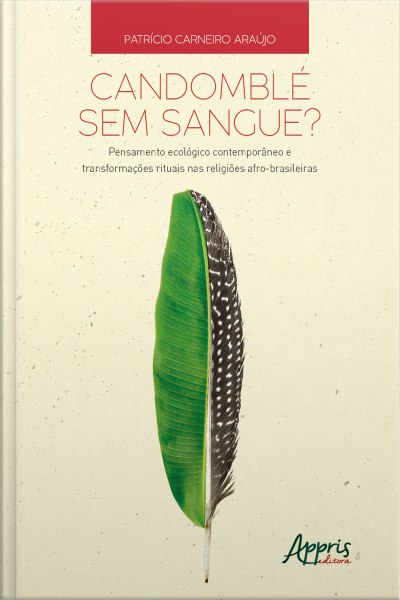 PATRÍCIO CARNEIRO ARAÚJO
CANDOMBLÉ
SEM SANGUE?
Pensamento ecológico contemporâneo e
transformações rituais nas religiões afro-brasileiras
Appris
editora